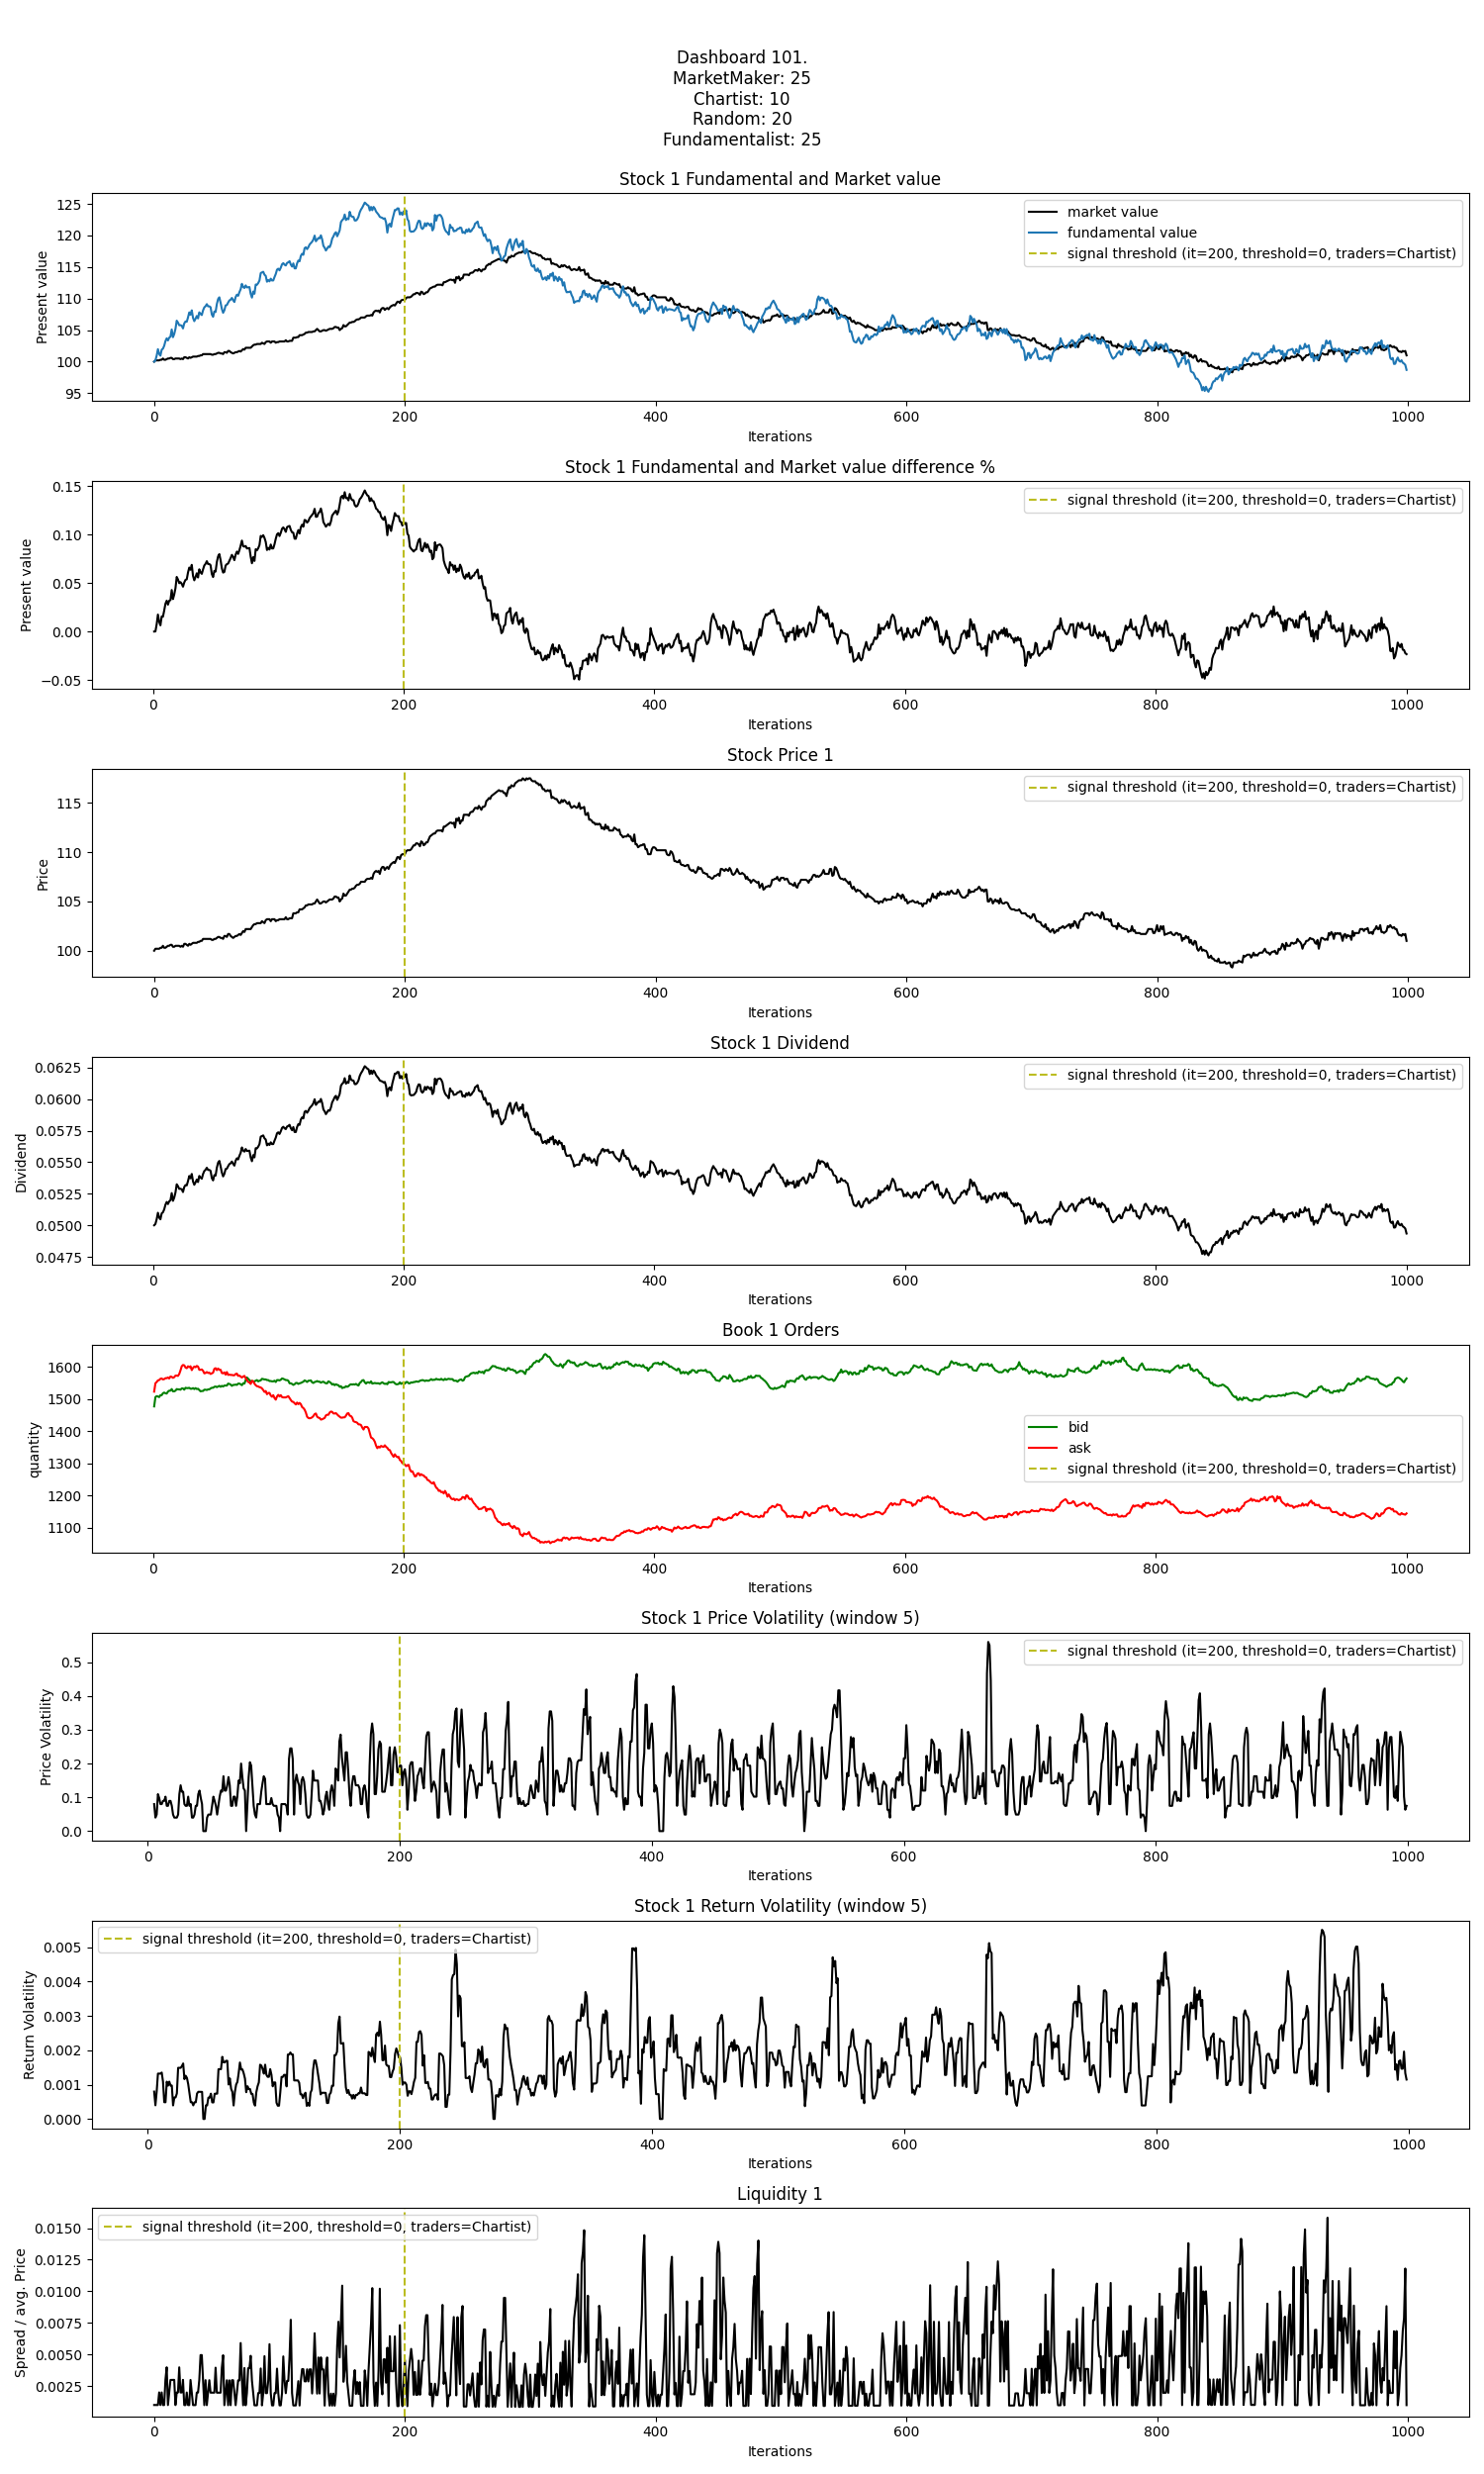 Dashboard 101.
MarketMaker: 25
Chartist: 10
Random: 20
Fundamentalist: 25
Stock 1 Fundamental and Market value
Present value
125
120
115
110
105
100
95
market value
fundamental value
signal threshold (it=200, threshold=0, traders=Chartist)
0 200 400 600 800 1000
Iterations
Stock 1 Fundamental and Market value difference %
Present value
0.15
0.10
0.05
0.00
−0.05
signal threshold (it=200, threshold=0, traders=Chartist)
0 200 400 600 800 1000
Iterations
Stock Price 1
Price
115
110
105
100
signal threshold (it=200, threshold=0, traders=Chartist)
0 200 400 600 800 1000
Iterations
Stock 1 Dividend
Dividend
0.0625
0.0600
0.0575
0.0550
0.0525
0.0500
0.0475
signal threshold (it=200, threshold=0, traders=Chartist)
0 200 400 600 800 1000
Iterations
Book 1 Orders
quantity
1600
1500
1400
1300
1200
1100
bid
ask
signal threshold (it=200, threshold=0, traders=Chartist)
0 200 400 600 800 1000
Iterations
Stock 1 Price Volatility (window 5)
Price Volatility
0.5
0.4
0.3
0.2
0.1
0.0
signal threshold (it=200, threshold=0, traders=Chartist)
0 200 400 600 800 1000
Iterations
Stock 1 Return Volatility (window 5)
Return Volatility
0.005
0.004
0.003
0.002
0.001
0.000
signal threshold (it=200, threshold=0, traders=Chartist)
0 200 400 600 800 1000
Iterations
Liquidity 1
Spread / avg. Price
0.0150
0.0125
0.0100
0.0075
0.0050
0.0025
signal threshold (it=200, threshold=0, traders=Chartist)
0 200 400 600 800 1000
Iterations